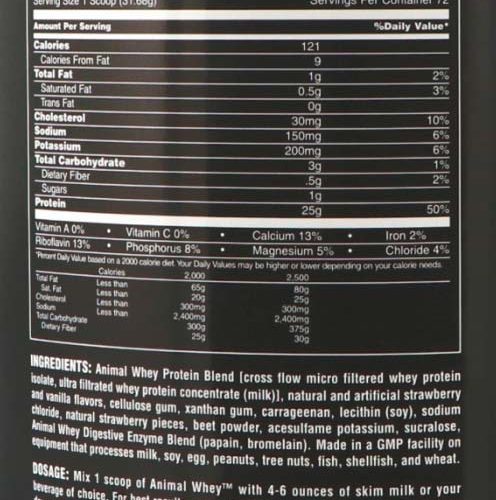 Serving Size 1 Scoop (31.68g) Servings Per Container 72
Amount Per Serving %Daily Value*
Calories 121
Calories From Fat 9
Total Fat 1g 2%
Saturated Fat 0.5g 3%
Trans Fat 0g
Cholesterol 30mg 10%
Sodium 150mg 6%
Potassium 200mg 6%
Total Carbohydrate 3g 1%
Dietary Fiber .5g 2%
Sugars 1g
Protein 25g 50%
Vitamin A 0% • Vitamin C 0% • Calcium 13% • Iron 2%
Riboflavin 13% • Phosphorus 8% • Magnesium 5% • Chloride 4%
*Percent Daily Value based on a 2000 calorie diet. Your Daily Values may be higher or lower depending on your calorie needs.
Calories 2,000 2,500
Total Fat Less than 65g 80g
Sat. Fat Less than 20g 25g
Cholesterol Less than 300mg 300mg
Sodium Less than 2,400mg 2,400mg
Total Carbohydrate 300g 375g
Dietary Fiber 25g 30g
INGREDIENTS: Animal Whey Protein Blend [cross flow micro filtered whey protein
isolate, ultra filtrated whey protein concentrate (milk)], natural and artificial strawberry
and vanilla flavors, cellulose gum, xanthan gum, carrageenan, lecithin (soy), sodium
chloride, natural strawberry pieces, beet powder, acesulfame potassium, sucralose,
Animal Whey Digestive Enzyme Blend (papain, bromelain). Made in a GMP facility on
equipment that processes milk, soy, egg, peanuts, tree nuts, fish, shellfish, and wheat.
DOSAGE: Mix 1 scoop of Animal Whey™ with 4-6 ounces of skim milk or your
beverage of choice. For best